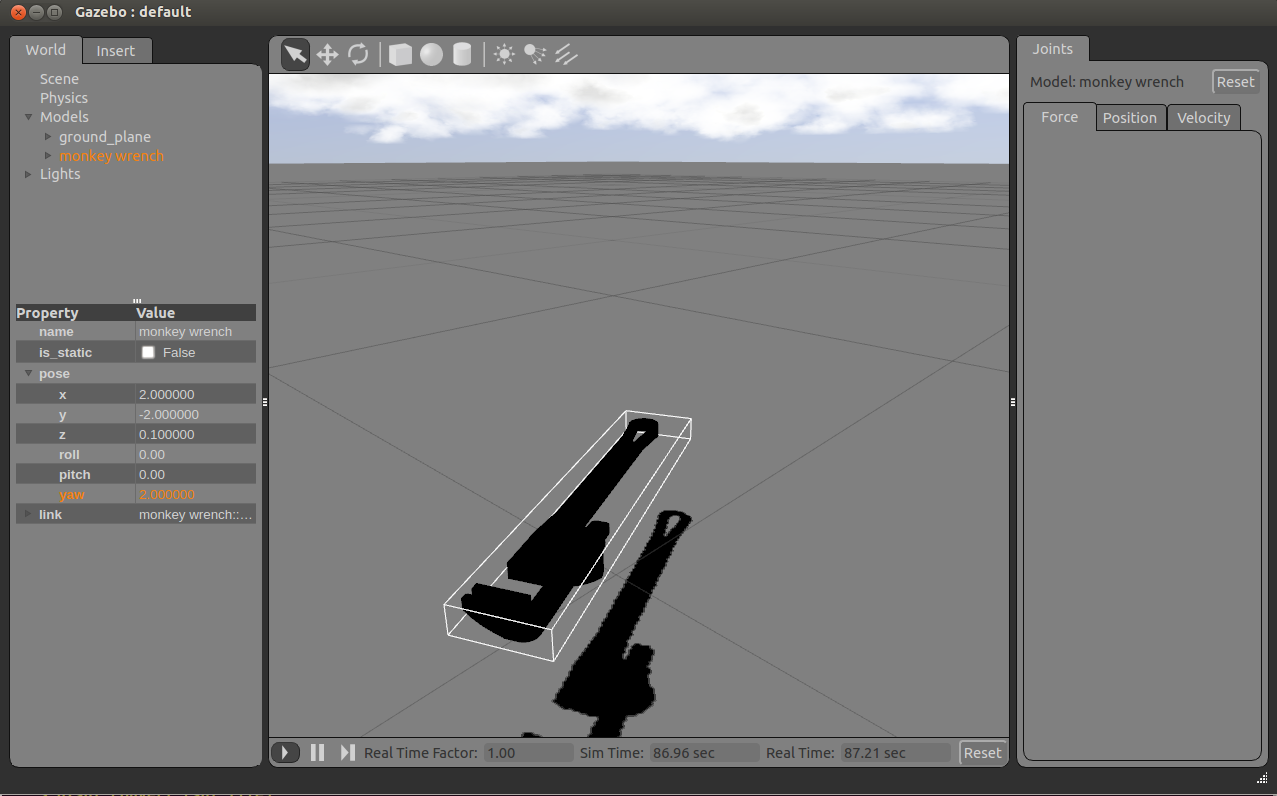 Gazebo : default
World Insert
Scene
Physics
Models
ground_plane
monkey wrench
Lights
Property Value
name monkey wrench
is_static False
pose
x 2.000000
y -2.000000
z 0.100000
roll 0.00
pitch 0.00
yaw 2.000000
link monkey wrench::...
Real Time Factor: 1.00 Sim Time: 86.96 sec Real Time: 87.21 sec Reset
Joints
Model: monkey wrench Reset
Force Position Velocity